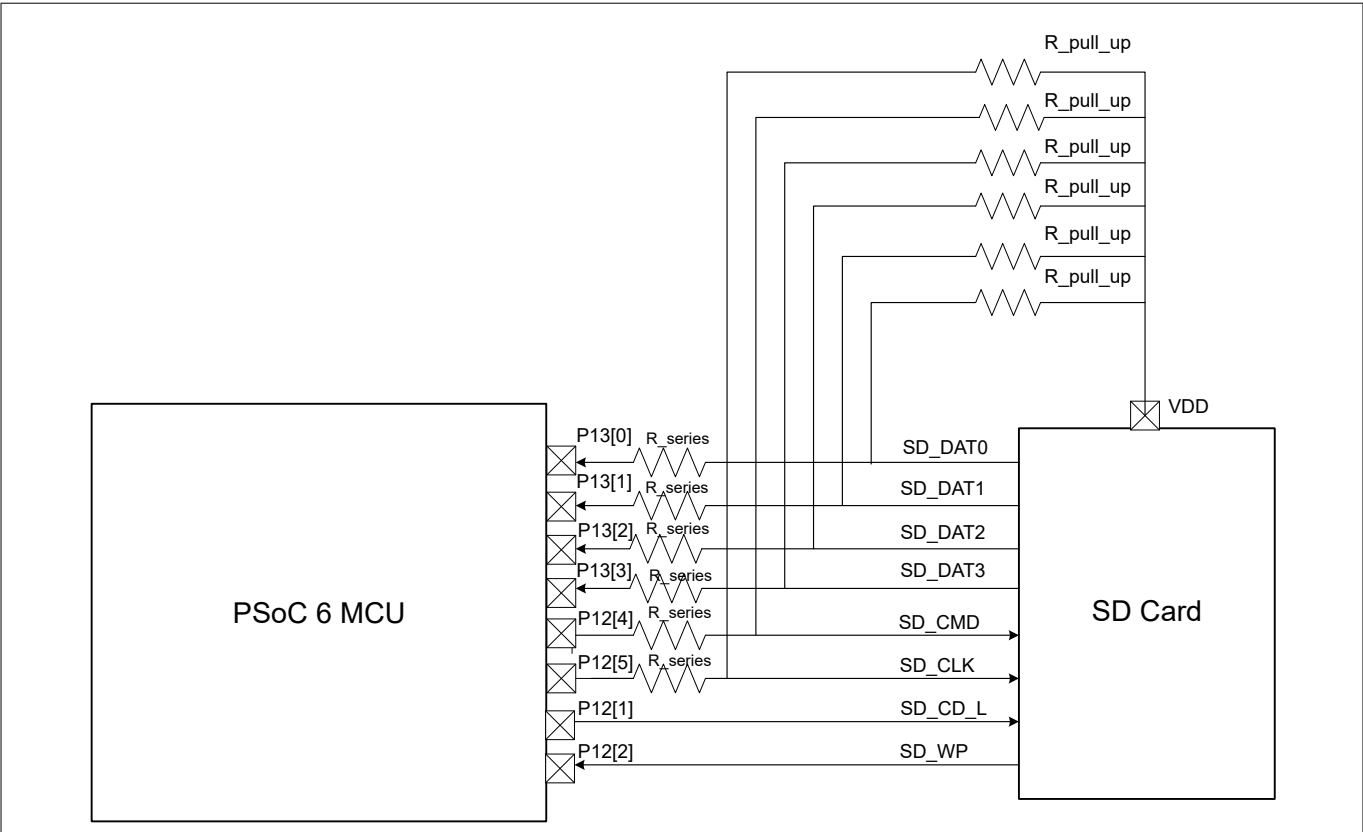 R_pull_up
R_pull_up
R_pull_up
R_pull_up
R_pull_up
R_pull_up
VDD
P13[0] R_series SD_DAT0
P13[1] R_series SD_DAT1
P13[2] R_series SD_DAT2
P13[3] R_series SD_DAT3
PSoC 6 MCU
SD Card
P12[4] R_series SD_CMD
P12[5] R_series SD_CLK
P12[1] SD_CD_L
P12[2] SD_WP